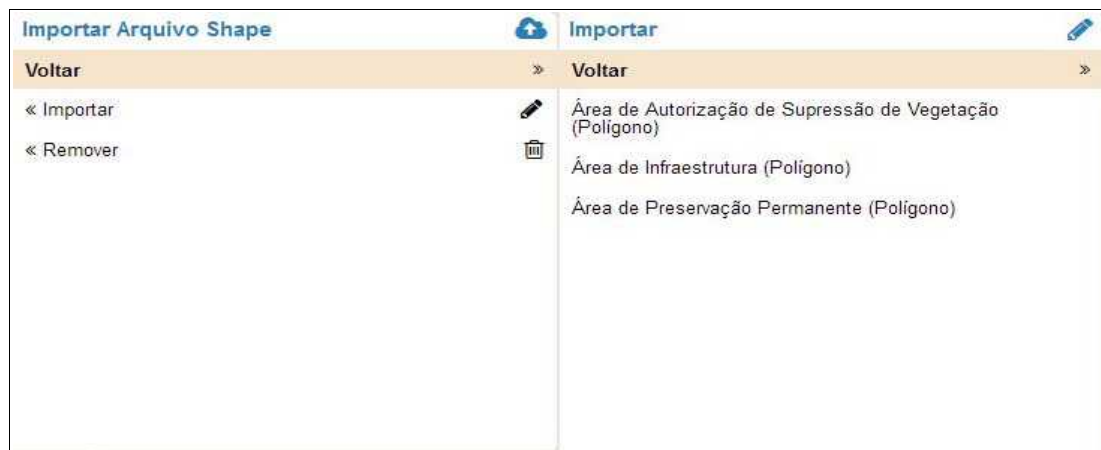 Importar Arquivo Shape
Voltar »
« Importar
« Remover
Importar
Voltar »
Área de Autorização de Supressão de Vegetação
(Polígono)
Área de Infraestrutura (Polígono)
Área de Preservação Permanente (Polígono)